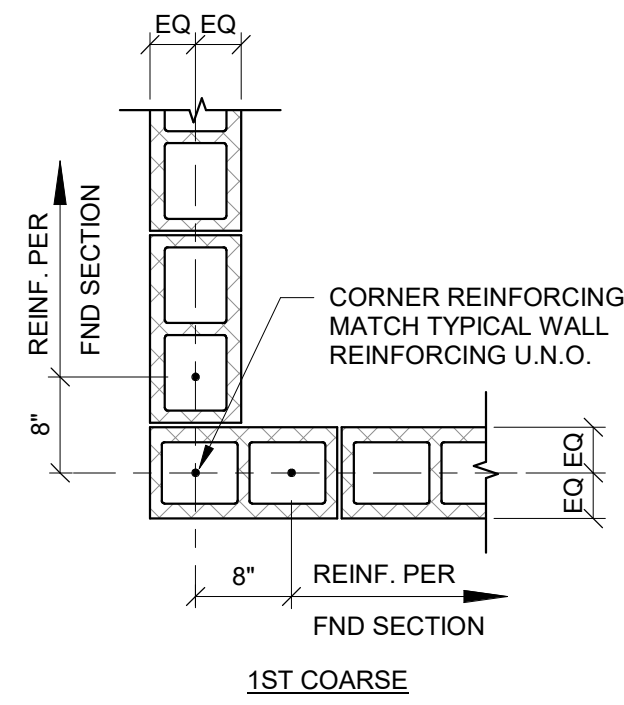 EQ EQ
REINF. PER
FND SECTION
8"
CORNER REINFORCING
MATCH TYPICAL WALL
REINFORCING U.N.O.
EQ EQ
8" REINF. PER
FND SECTION
1ST COARSE